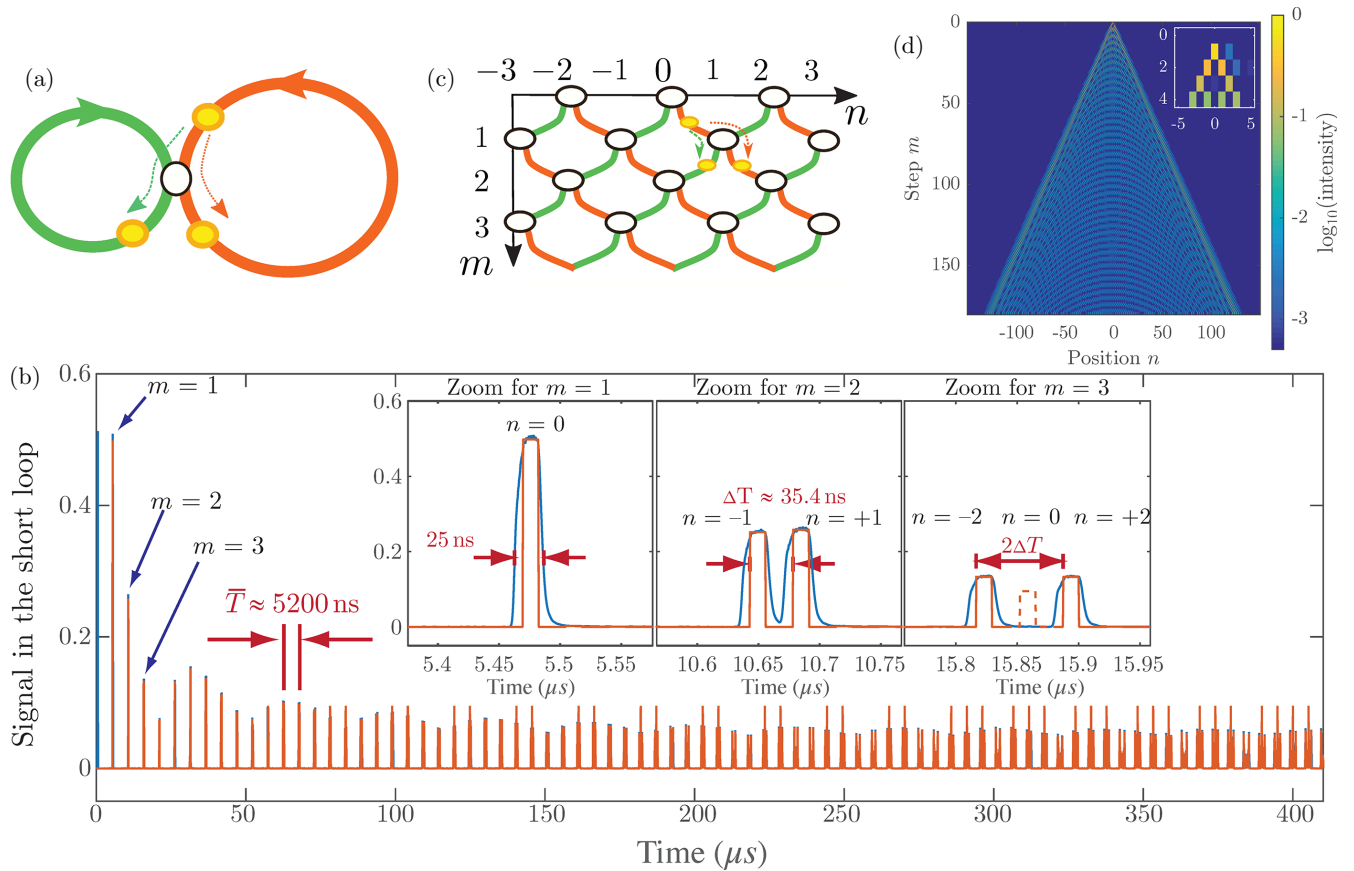 (a)
(c)
−3 −2 −1 0 1 2 3
n
1
2
3
m
(d)
0
50
100
150
Step m
-100 -50 0 50 100
Position n
0
2
4
-5 0 5
0
-1
-2
-3
log10(intensity)
(b)
Signal in the short loop
0.6
0.4
0.2
0
m = 1
m = 2
m = 3
T̅ ≈ 5200 ns
Zoom for m = 1
0.6
0.4
0.2
0
n = 0
25 ns
5.4 5.45 5.5 5.55
Time (μs)
Zoom for m = 2
ΔT ≈ 35.4 ns
n = –1 n = +1
10.6 10.65 10.7 10.75
Time (μs)
Zoom for m = 3
n = –2 n = 0 n = +2
2ΔT
15.8 15.85 15.9 15.95
Time (μs)
0 50 100 150 200 250 300 350 400
Time (μs)